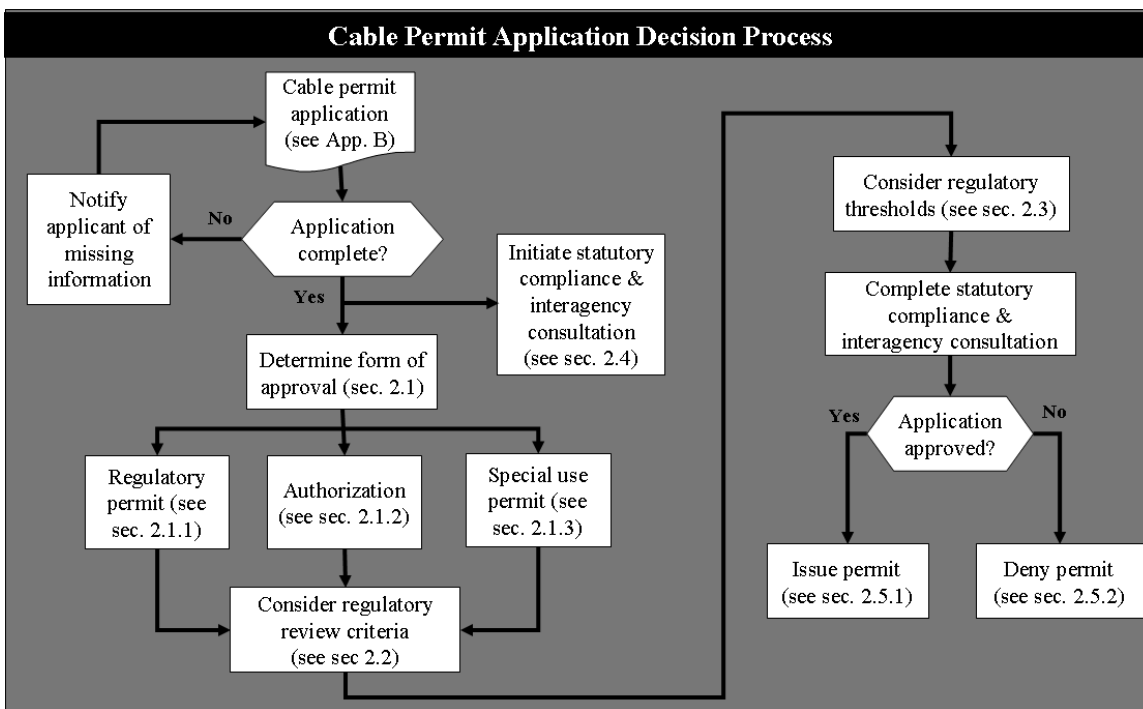 Cable Permit Application Decision Process
Cable permit
application
(see App. B)
Notify
applicant of
missing
information
No
Application
complete?
Yes
Initiate statutory
compliance &
interagency
consultation
(see sec. 2.4)
Determine form of
approval (sec. 2.1)
Regulatory
permit (see
sec. 2.1.1)
Authorization
(see sec. 2.1.2)
Special use
permit (see
sec. 2.1.3)
Consider regulatory
review criteria
(see sec 2.2)
Consider regulatory
thresholds (see sec. 2.3)
Complete statutory
compliance &
interagency consultation
Yes
Application
approved?
No
Issue permit
(see sec. 2.5.1)
Deny permit
(see sec. 2.5.2)